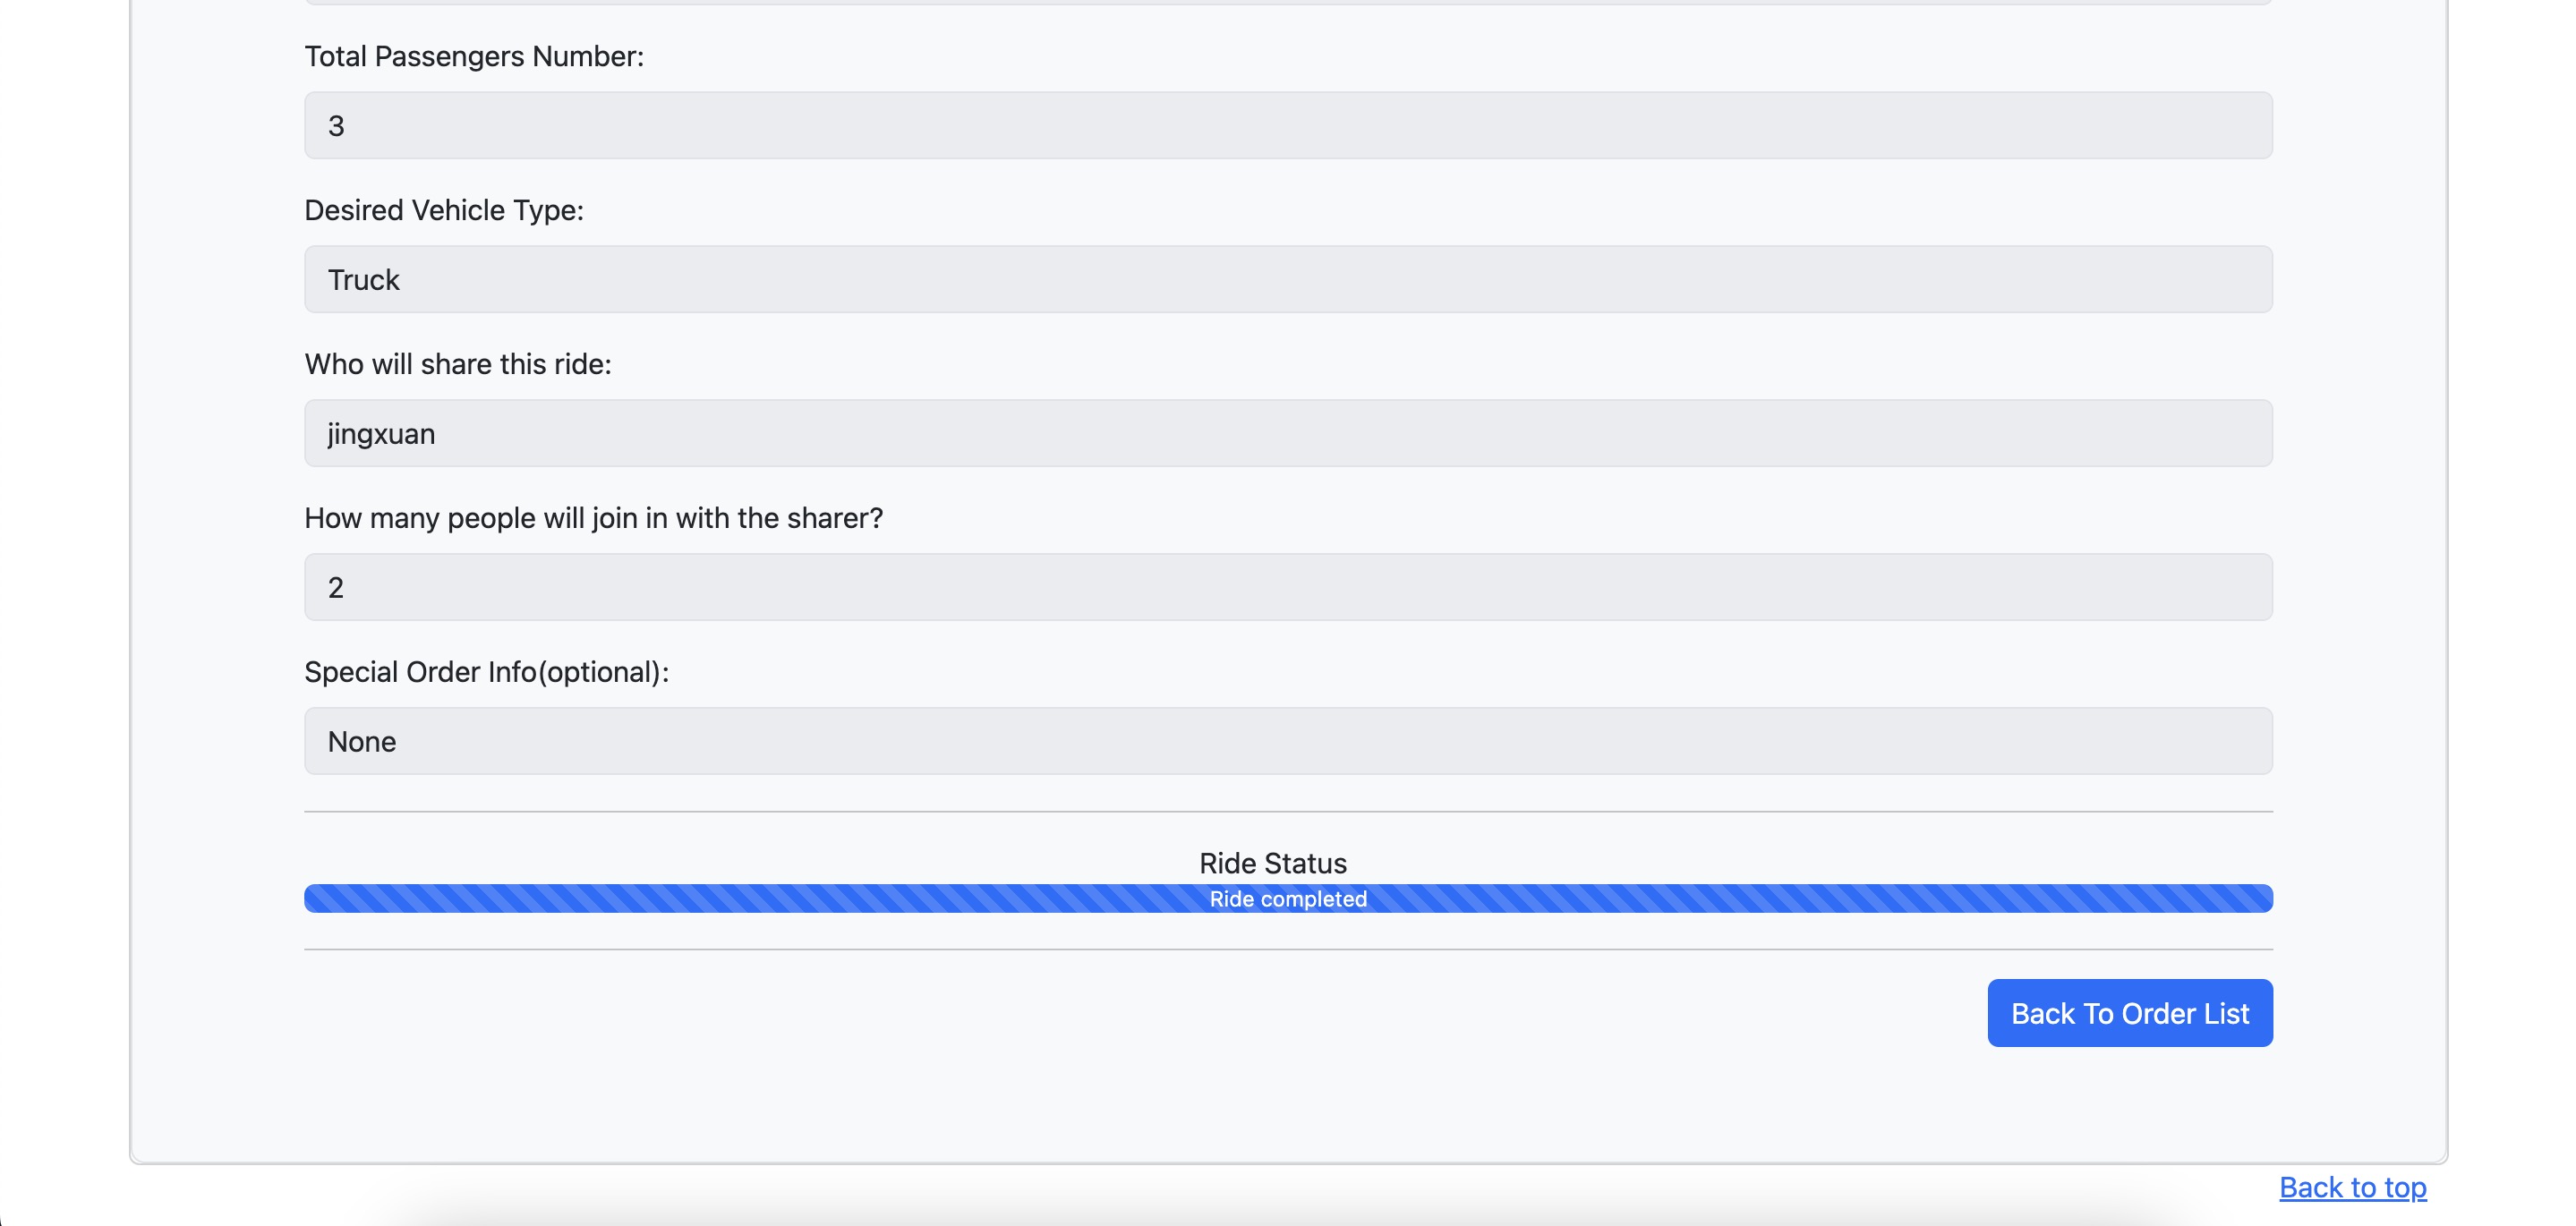 Total Passengers Number:
3
Desired Vehicle Type:
Truck
Who will share this ride:
jingxuan
How many people will join in with the sharer?
2
Special Order Info(optional):
None
Ride Status
Ride completed
Back To Order List
Back to top